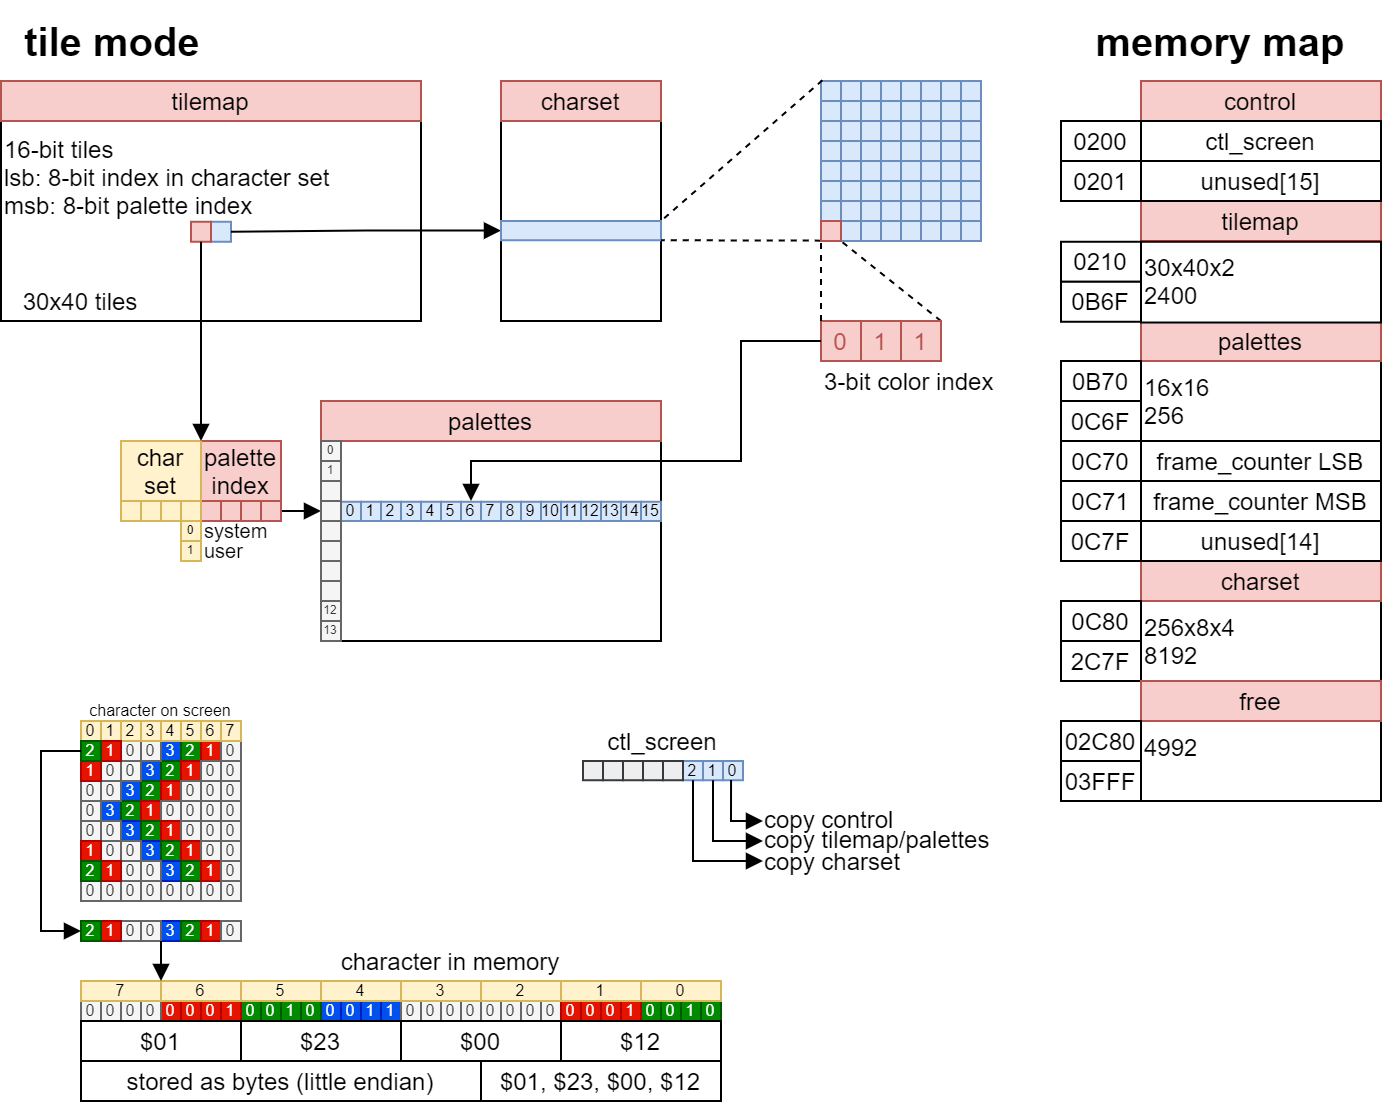 tile mode
memory map
tilemap
16-bit tiles
lsb: 8-bit index in character set
msb: 8-bit palette index
30x40 tiles
charset
0 1 1
3-bit color index
char
set
palette
index
0 system
1 user
palettes
0
1
0 1 2 3 4 5 6 7 8 9 10 11 12 13 14 15
12
13
control
0200 ctl_screen
0201 unused[15]
tilemap
0210 30x40x2
0B6F 2400
palettes
0B70 16x16
0C6F 256
0C70 frame_counter LSB
0C71 frame_counter MSB
0C7F unused[14]
charset
0C80 256x8x4
2C7F 8192
free
02C80 4992
03FFF
character on screen
0 1 2 3 4 5 6 7
2 1 0 0 3 2 1 0
1 0 0 3 2 1 0 0
0 0 3 2 1 0 0 0
0 3 2 1 0 0 0 0
0 0 3 2 1 0 0 0
1 0 0 3 2 1 0 0
2 1 0 0 3 2 1 0
0 0 0 0 0 0 0 0
2 1 0 0 3 2 1 0
ctl_screen
2 1 0
copy control
copy tilemap/palettes
copy charset
character in memory
7 6 5 4 3 2 1 0
0 0 0 0 0 0 0 1 0 0 1 0 0 0 1 1 0 0 0 0 0 0 0 0 0 0 0 1 0 0 1 0
$01 $23 $00 $12
stored as bytes (little endian) $01, $23, $00, $12